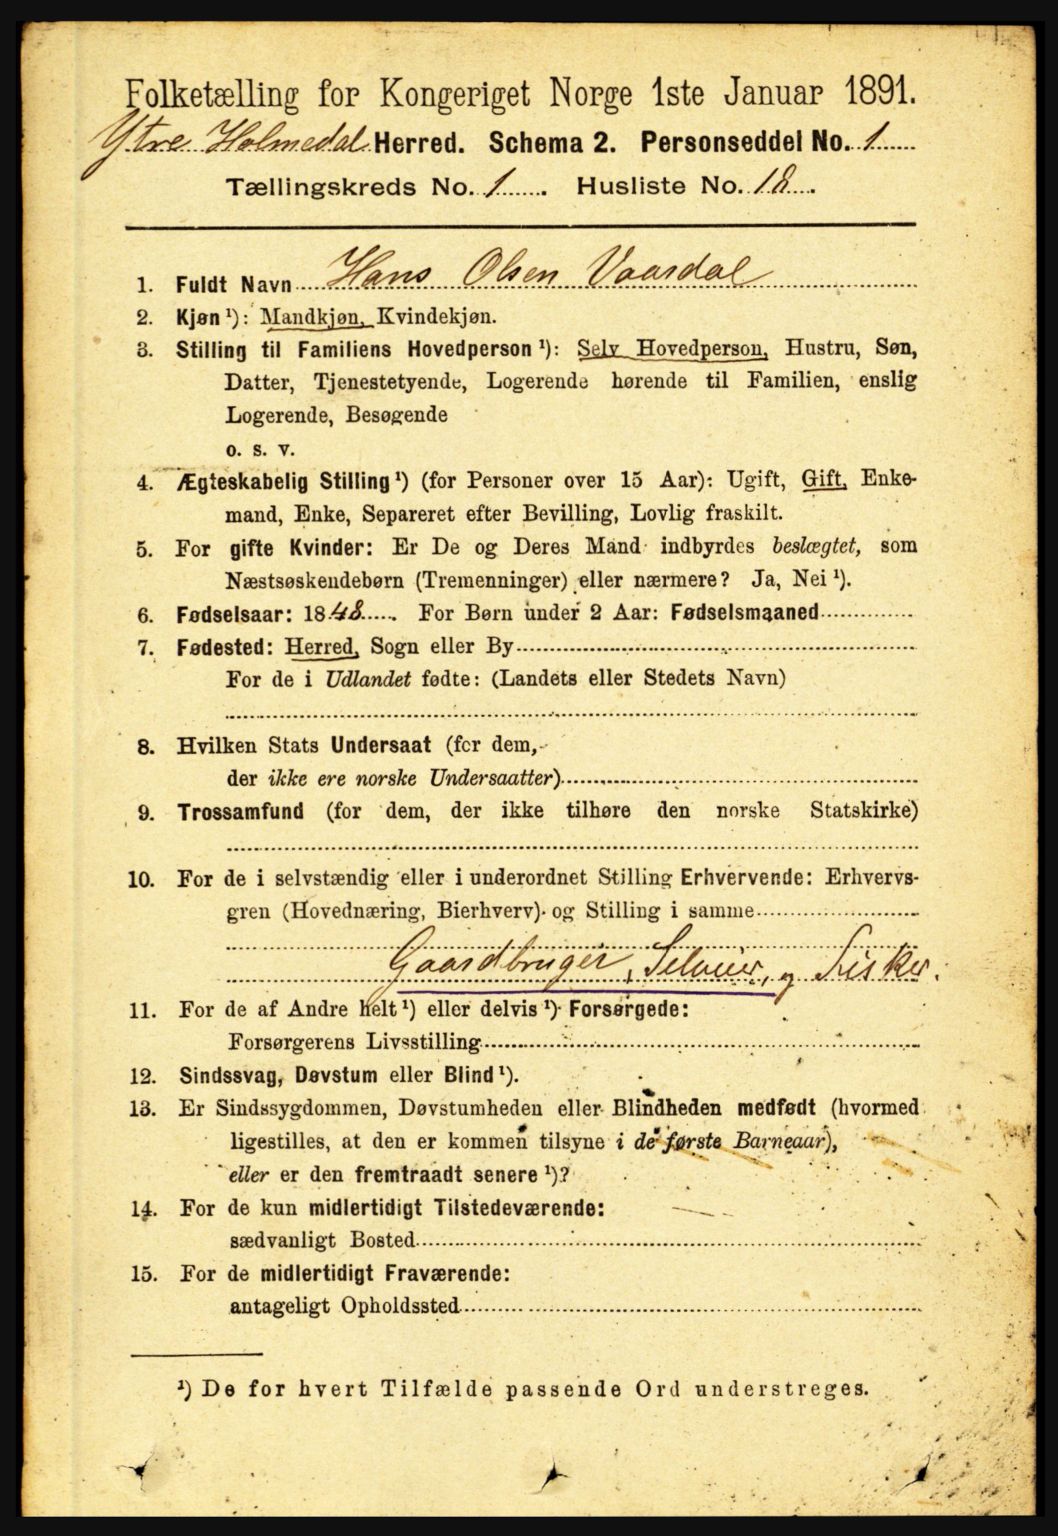 Folketælling for Kongeriget Norge 1ste Januar 1891.
Ytre Holmedal Herred. Schema 2. Personseddel No. 1
Tællingskreds No. 1. Husliste No. 18.
1. Fuldt Navn Hans Olsen Vaardal
2. Kjøn ¹): Mandkjøn, Kvindekjøn.
3. Stilling til Familiens Hovedperson ¹): Selv Hovedperson, Hustru, Søn,
Datter, Tjenestetyende, Logerende hørende til Familien, enslig
Logerende, Besøgende
o. s. v.
4. Ægteskabelig Stilling ¹) (for Personer over 15 Aar): Ugift, Gift, Enke-
mand, Enke, Separeret efter Bevilling, Lovlig fraskilt.
5. For gifte Kvinder: Er De og Deres Mand indbyrdes beslægtet, som
Næstsøskendebørn (Tremenninger) eller nærmere? Ja, Nei ¹).
6. Fødselsaar: 1848. For Børn under 2 Aar: Fødselsmaaned
7. Fødested: Herred, Sogn eller By
For de i Udlandet fødte: (Landets eller Stedets Navn)
8. Hvilken Stats Undersaat (for dem,
der ikke ere norske Undersaatter)
9. Trossamfund (for dem, der ikke tilhøre den norske Statskirke)
10. For de i selvstændig eller i underordnet Stilling Erhvervende: Erhvervs-
gren (Hovednæring, Bierhverv) og Stilling i samme
Gaardbruger, Seleuier, og Fisker.
11. For de af Andre helt ¹) eller delvis ¹) Forsørgede:
Forsørgerens Livsstilling
12. Sindssvag, Døvstum eller Blind ¹).
13. Er Sindssygdommen, Døvstumheden eller Blindheden medfødt (hvormed
ligestilles, at den er kommen tilsyne i de første Barneaar),
eller er den fremtraadt senere ¹)?
14. For de kun midlertidigt Tilstedeværende:
sædvanligt Bosted
15. For de midlertidigt Fraværende:
antageligt Opholdssted
¹) De for hvert Tilfælde passende Ord understreges.